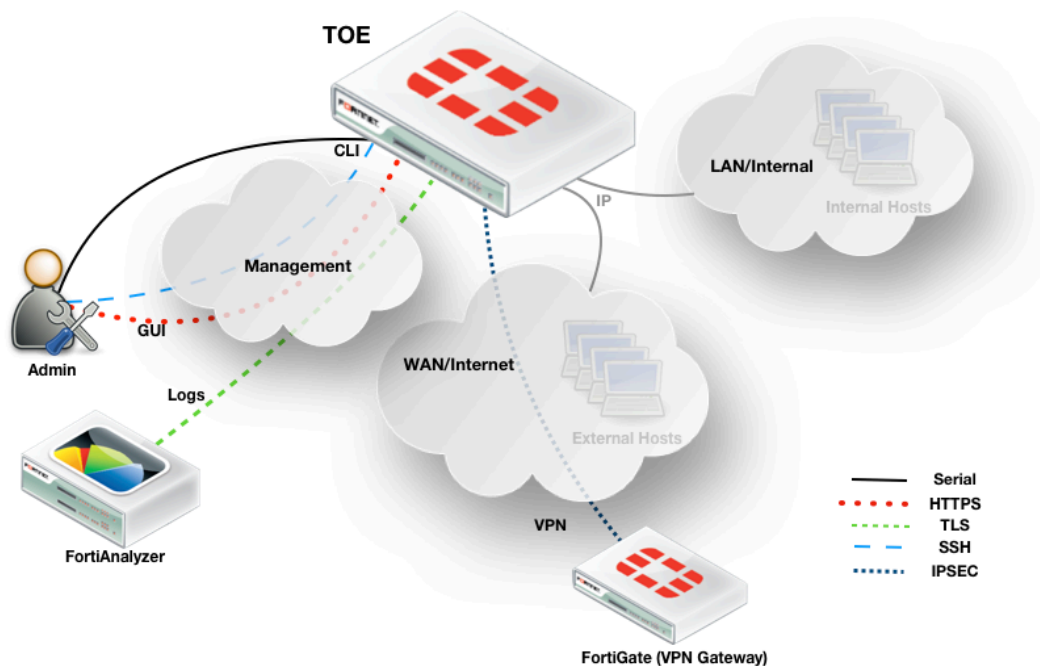 TOE
FORTINET
CLI
LAN/Internal
Internal Hosts
IP
Management
GUI
Admin
WAN/Internet
Logs
External Hosts
Serial
HTTPS
TLS
SSH
IPSEC
VPN
FortiAnalyzer
FortiGate (VPN Gateway)